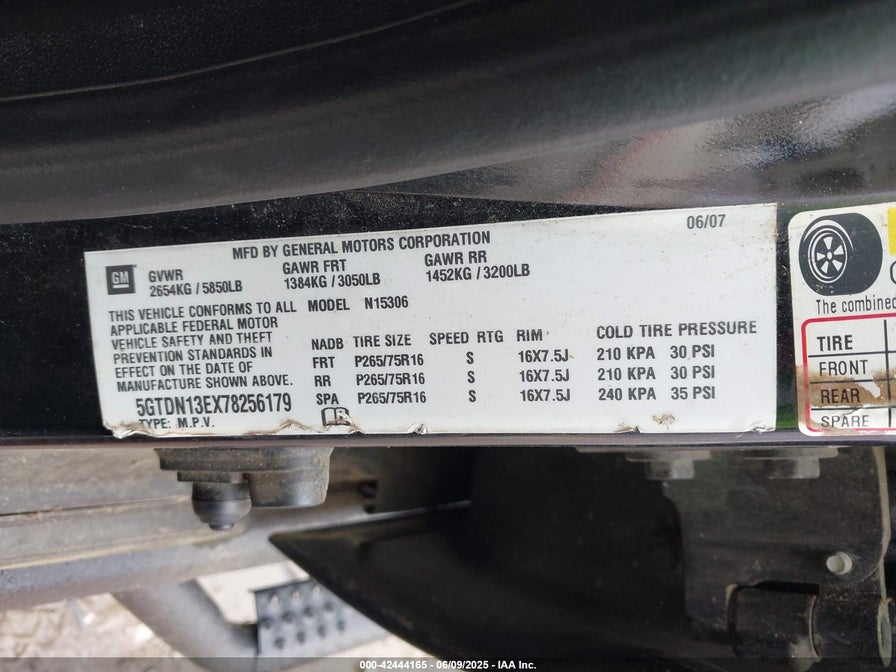 06/07
MFD BY GENERAL MOTORS CORPORATION
GM
GVWR GAWR FRT GAWR RR
2654KG / 5850LB 1384KG / 3050LB 1452KG / 3200LB
THIS VEHICLE CONFORMS TO ALL MODEL N15306
APPLICABLE FEDERAL MOTOR
VEHICLE SAFETY AND THEFT
PREVENTION STANDARDS IN
EFFECT ON THE DATE OF
MANUFACTURE SHOWN ABOVE.
NADB TIRE SIZE SPEED RTG RIM COLD TIRE PRESSURE
FRT P265/75R16 S 16X7.5J 210 KPA 30 PSI
RR P265/75R16 S 16X7.5J 210 KPA 30 PSI
SPA P265/75R16 S 16X7.5J 240 KPA 35 PSI
5GTDN13EX78256179
TYPE: M.P.V.
The combined
TIRE
FRONT
REAR
SPARE
000-42444165 - 06/09/2025 - IAA Inc.